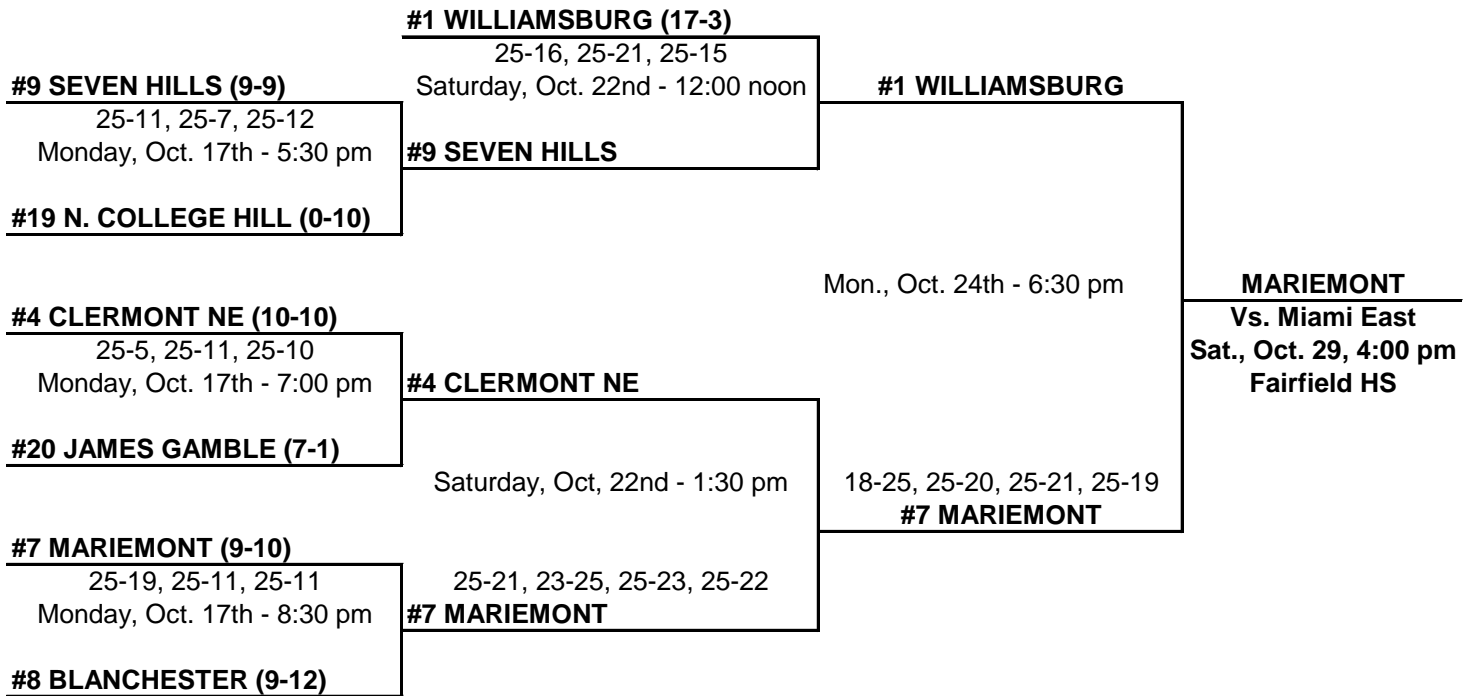 #1 WILLIAMSBURG (17-3)
25-16, 25-21, 25-15
#9 SEVEN HILLS (9-9)
Saturday, Oct. 22nd - 12:00 noon
#1 WILLIAMSBURG
25-11, 25-7, 25-12
Monday, Oct. 17th - 5:30 pm
#9 SEVEN HILLS
#19 N. COLLEGE HILL (0-10)
Mon., Oct. 24th - 6:30 pm
MARIEMONT
#4 CLERMONT NE (10-10)
Vs. Miami East
25-5, 25-11, 25-10
Sat., Oct. 29, 4:00 pm
Monday, Oct. 17th - 7:00 pm
#4 CLERMONT NE
Fairfield HS
#20 JAMES GAMBLE (7-1)
Saturday, Oct, 22nd - 1:30 pm
18-25, 25-20, 25-21, 25-19
#7 MARIEMONT
#7 MARIEMONT (9-10)
25-19, 25-11, 25-11
25-21, 23-25, 25-23, 25-22
Monday, Oct. 17th - 8:30 pm
#7 MARIEMONT
#8 BLANCHESTER (9-12)